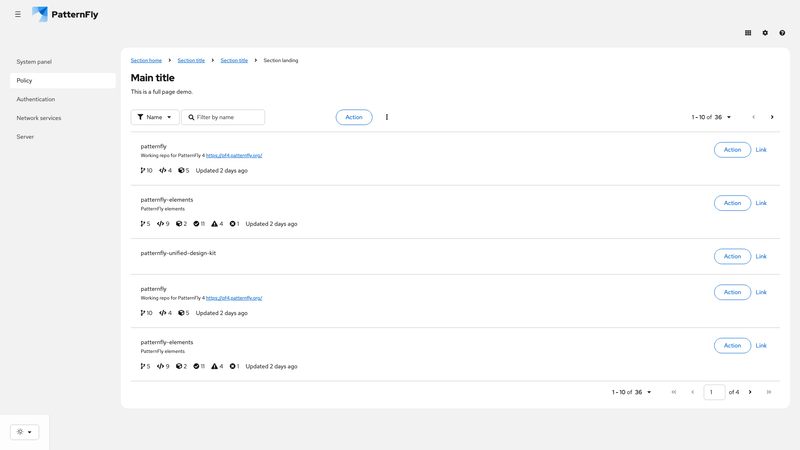 PatternFly
System panel
Policy
Authentication
Network services
Server
Section home Section title Section title Section landing
Main title
This is a full page demo.
Name Filter by name Action 1 - 10 of 36
patternfly
Working repo for PatternFly 4 https://pf4.patternfly.org/
10 4 5 Updated 2 days ago
Action Link
patternfly-elements
PatternFly elements
5 9 2 11 4 1 Updated 2 days ago
Action Link
patternfly-unified-design-kit
Action Link
patternfly
Working repo for PatternFly 4 https://pf4.patternfly.org/
10 4 5 Updated 2 days ago
Action Link
patternfly-elements
PatternFly elements
5 9 2 11 4 1 Updated 2 days ago
Action Link
1 - 10 of 36 1 of 4